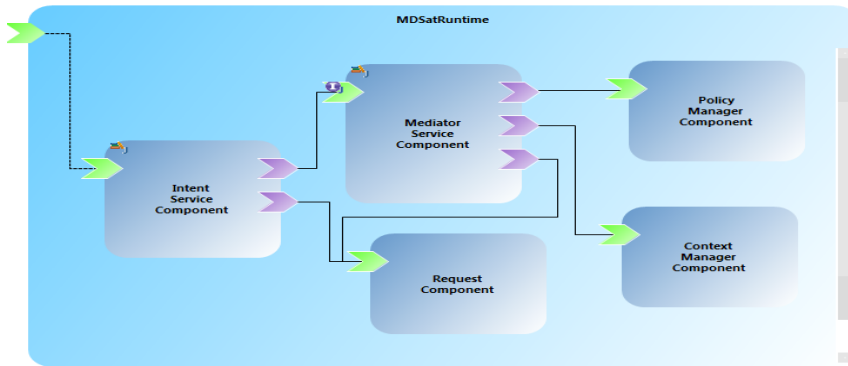 MDSatRuntime
Policy
Manager
Component
Mediator
Service
Component
Intent
Service
Component
Context
Manager
Component
Request
Component